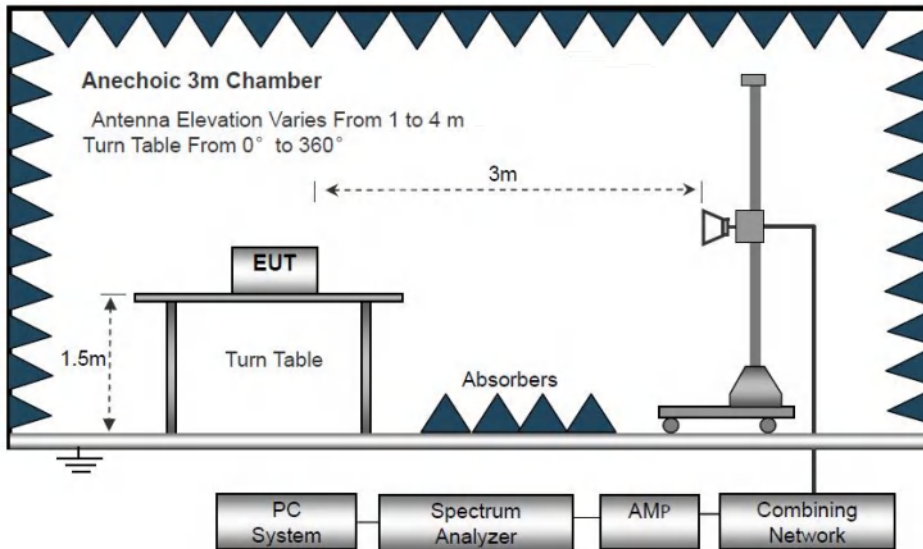 Anechoic 3m Chamber
Antenna Elevation Varies From 1 to 4 m
Turn Table From 0° to 360°
3m
EUT
1.5m
Turn Table
Absorbers
PC
System
Spectrum
Analyzer
AMP
Combining
Network